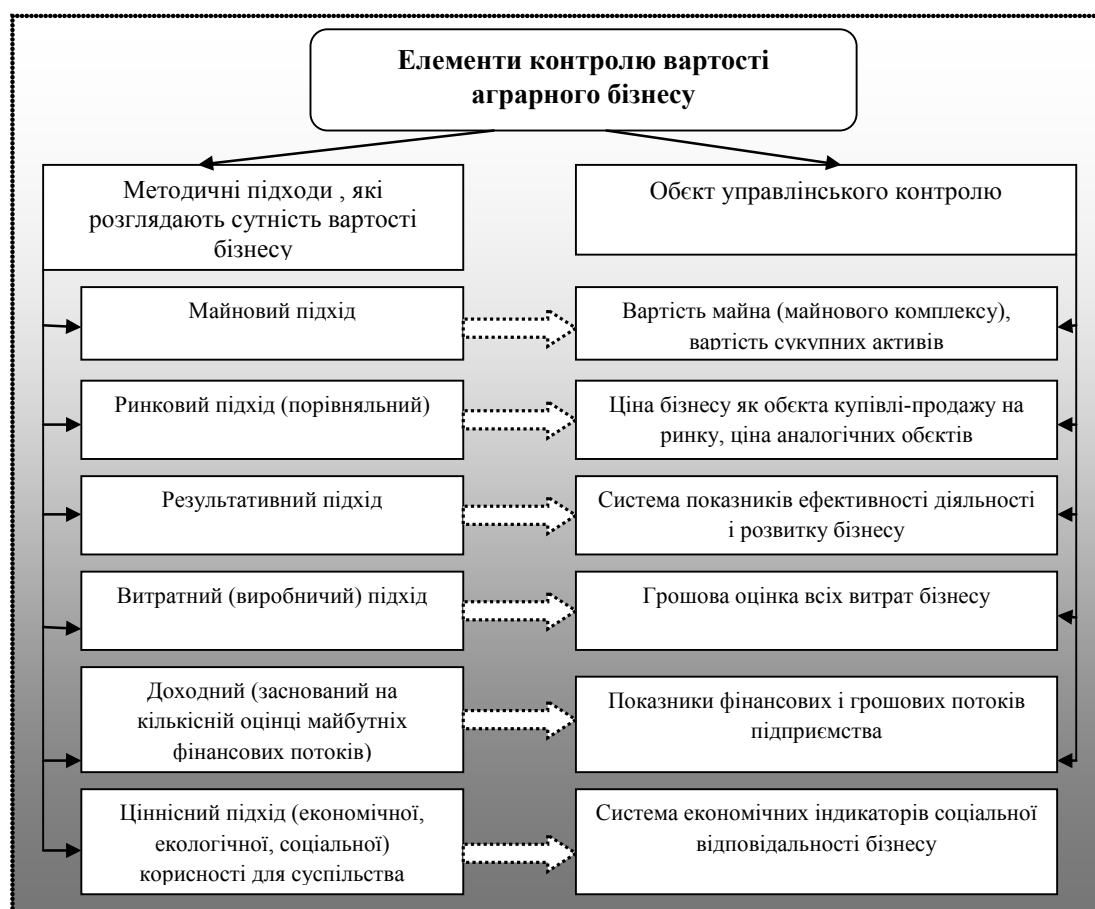 Елементи контролю вартості
аграрного бізнесу
Методичні підходи , які
розглядають сутність вартості
бізнесу
Обєкт управлінського контролю
Майновий підхід
Вартість майна (майнового комплексу),
вартість сукупних активів
Ринковий підхід (порівняльний)
Ціна бізнесу як обєкта купівлі-продажу на
ринку, ціна аналогічних обєктів
Результативний підхід
Система показників ефективності діяльності
і розвитку бізнесу
Витратний (виробничий) підхід
Грошова оцінка всіх витрат бізнесу
Доходний (заснований на
кількісній оцінці майбутніх
фінансових потоків)
Показники фінансових і грошових потоків
підприємства
Ціннісний підхід (економічної,
екологічної, соціальної)
корисності для суспільства
Система економічних індикаторів соціальної
відповідальності бізнесу